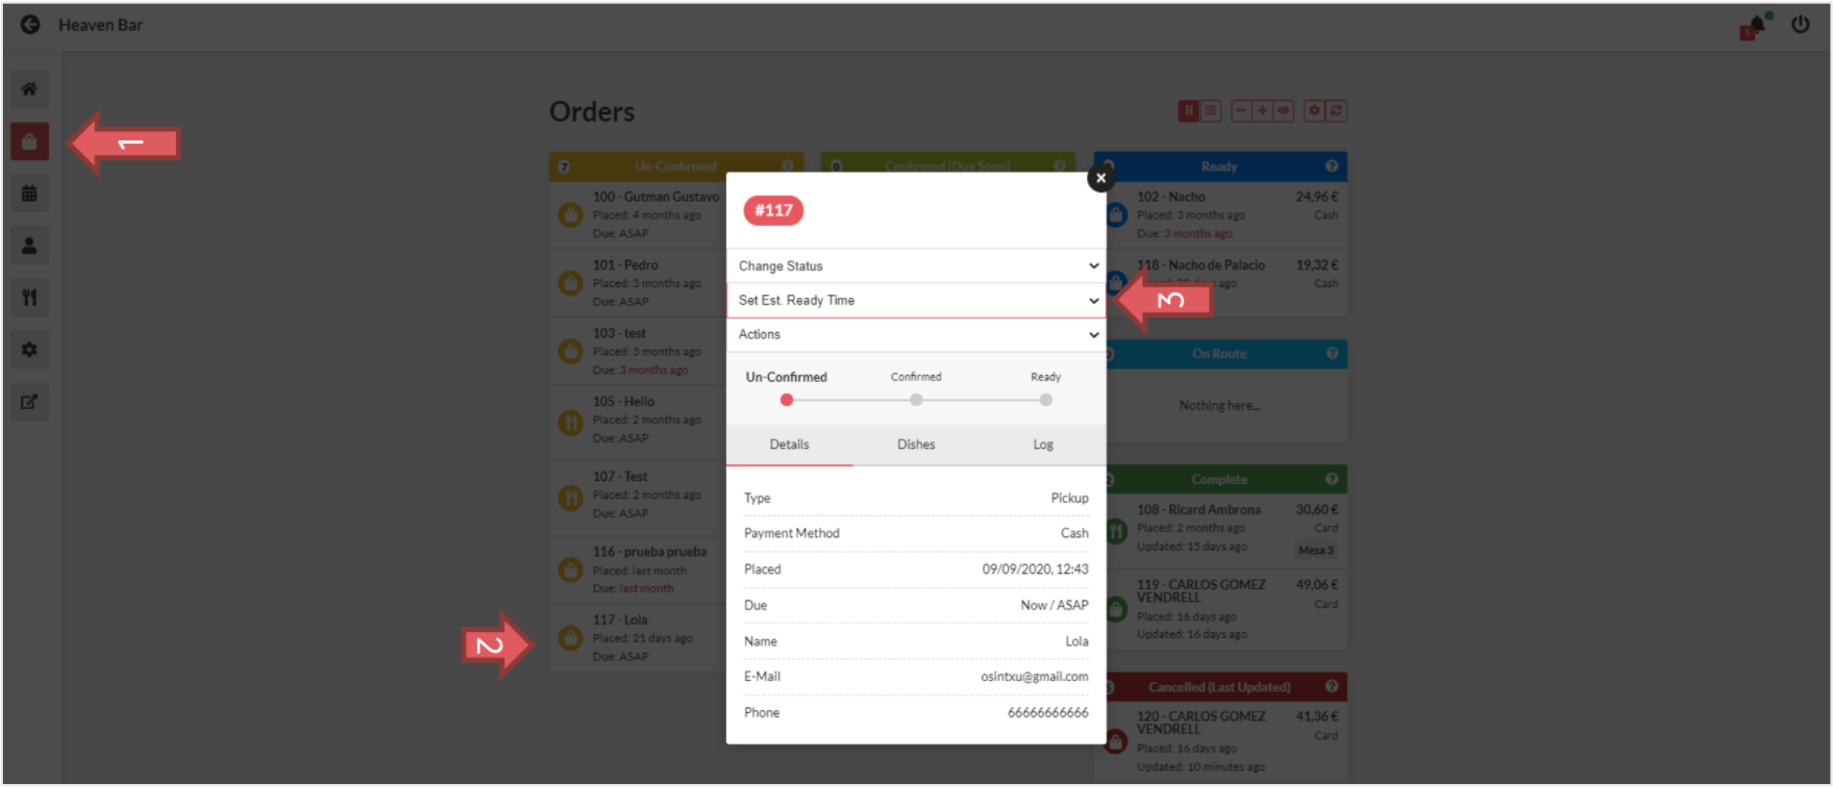 Heaven Bar
5
1
Orders
7 Un-Confirmed
100 - Gutman Gustavo
Placed: 4 months ago
Due: ASAP
101 - Pedro
Placed: 3 months ago
Due: ASAP
103 - test
Placed: 3 months ago
Due: 3 months ago
105 - Hello
Placed: 2 months ago
Due: ASAP
107 - Test
Placed: 2 months ago
Due: ASAP
116 - prueba prueba
Placed: last month
Due: last month
117 - Lola
Placed: 21 days ago
Due: ASAP
2
0 Confirmed (Due Soon)
#117
Change Status
Set Est. Ready Time
3
Actions
Un-Confirmed Confirmed Ready
Details Dishes Log
Type Pickup
Payment Method Cash
Placed 09/09/2020, 12:43
Due Now / ASAP
Name Lola
E-Mail osintxu@gmail.com
Phone 66666666666
Ready
102 - Nacho 24,96 €
Placed: 3 months ago Cash
Due: 3 months ago
118 - Nacho de Palacio 19,32 €
ago Cash
On Route
Nothing here...
Complete
108 - Ricard Ambrona 30,60 €
Placed: 2 months ago Card
Updated: 15 days ago Mesa 3
119 - CARLOS GOMEZ 49,06 €
VENDRELL Card
Placed: 16 days ago
Updated: 16 days ago
Cancelled (Last Updated)
120 - CARLOS GOMEZ 41,36 €
VENDRELL Card
Placed: 16 days ago
Updated: 10 minutes ago